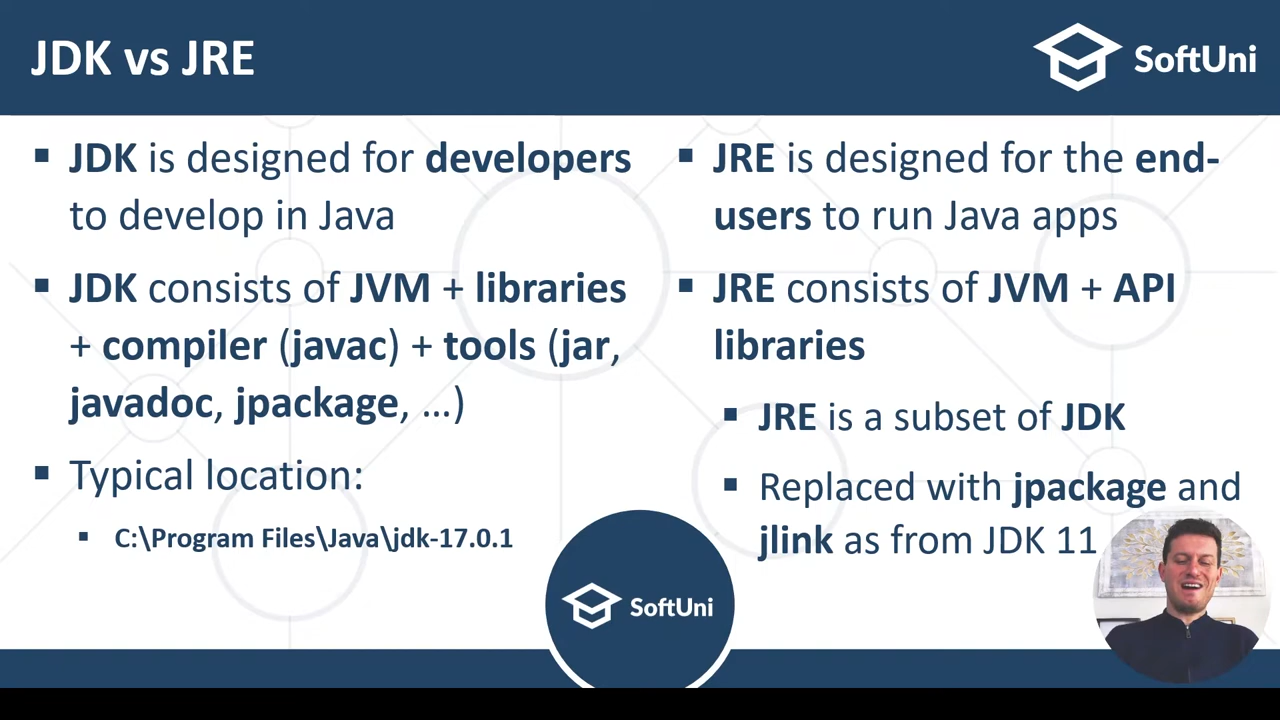 JDK vs JRE
SoftUni
▪ JDK is designed for developers
to develop in Java
▪ JDK consists of JVM + libraries
+ compiler (javac) + tools (jar,
javadoc, jpackage, …)
▪ Typical location:
▪ C:\Program Files\Java\jdk-17.0.1
▪ JRE is designed for the end-
users to run Java apps
▪ JRE consists of JVM + API
libraries
▪ JRE is a subset of JDK
▪ Replaced with jpackage and
jlink as from JDK 11
SoftUni